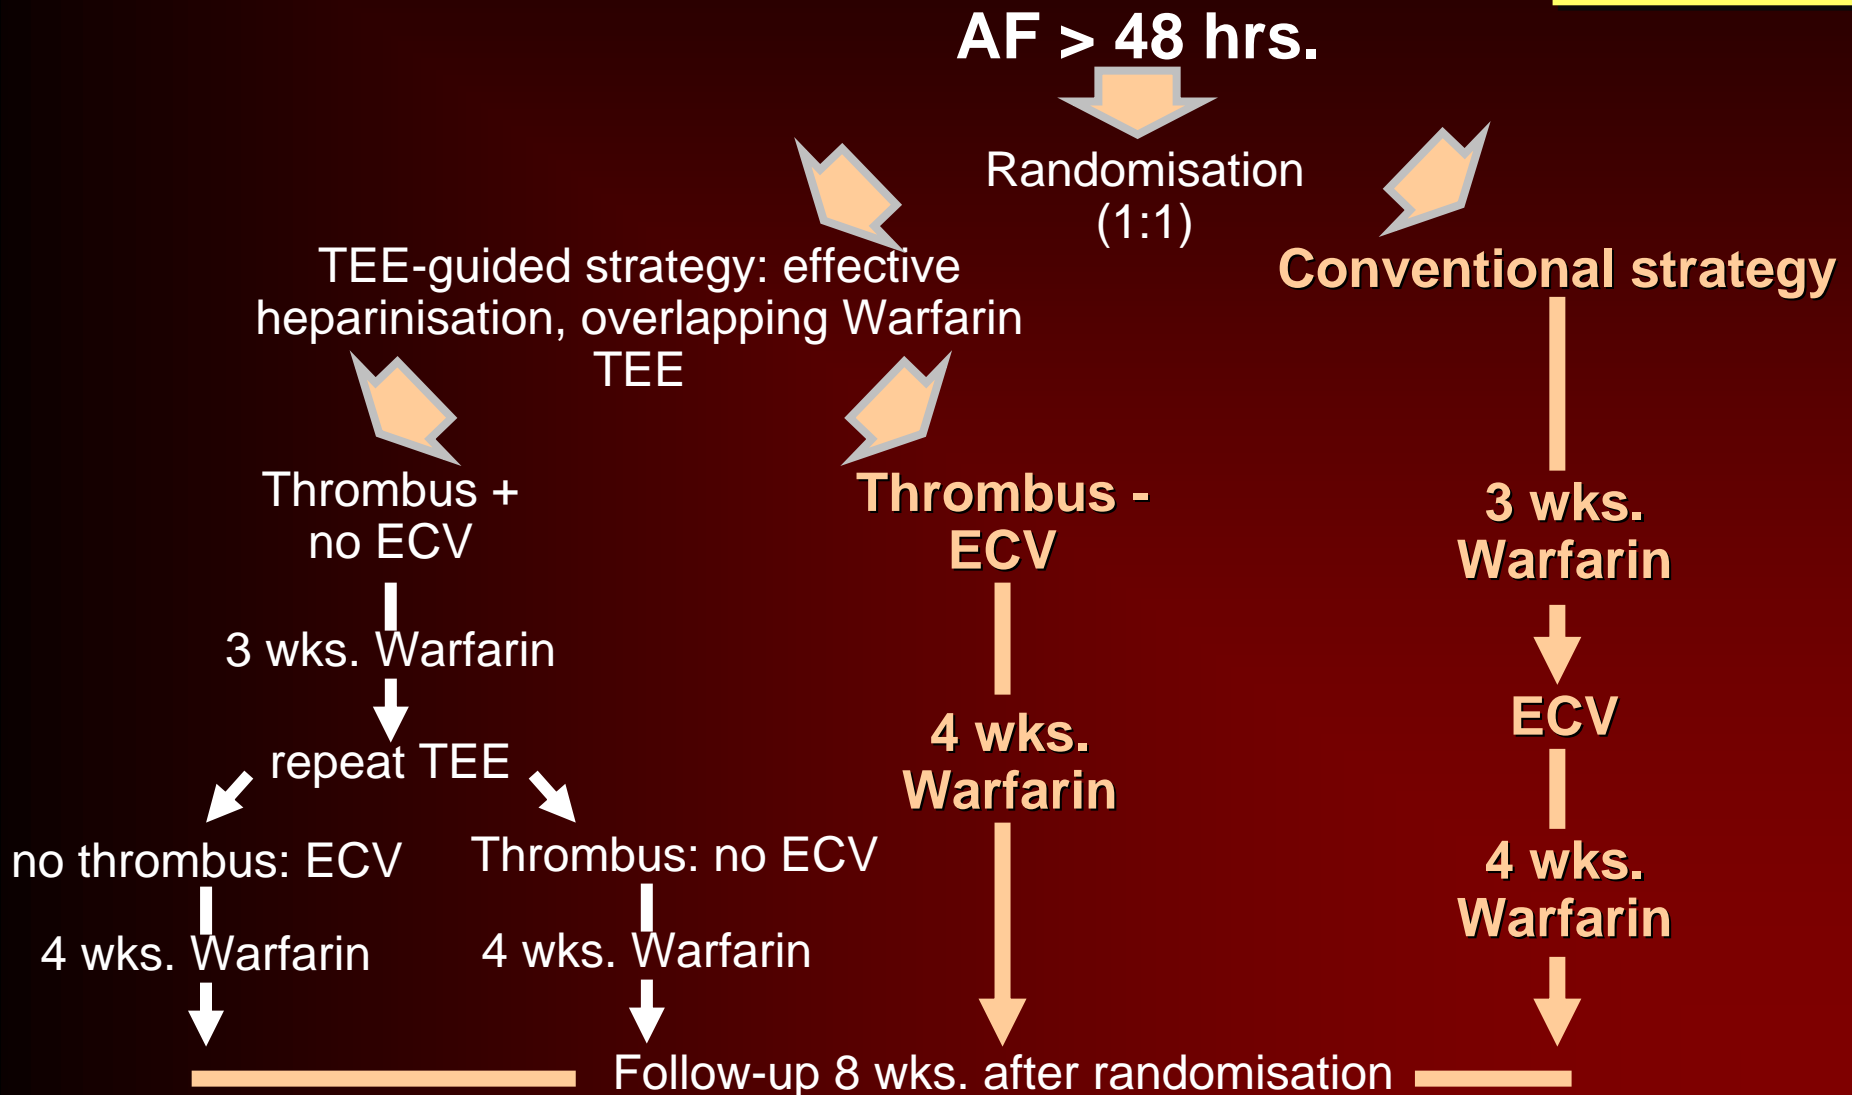 AF > 48 hrs.
Randomisation
(1:1)
TEE-guided strategy: effective
heparinisation, overlapping Warfarin
TEE
Conventional strategy
Thrombus +
no ECV
Thrombus -
ECV
3 wks.
Warfarin
3 wks. Warfarin
ECV
repeat TEE
4 wks.
Warfarin
no thrombus: ECV
Thrombus: no ECV
4 wks.
Warfarin
4 wks. Warfarin
4 wks. Warfarin
Follow-up 8 wks. after randomisation